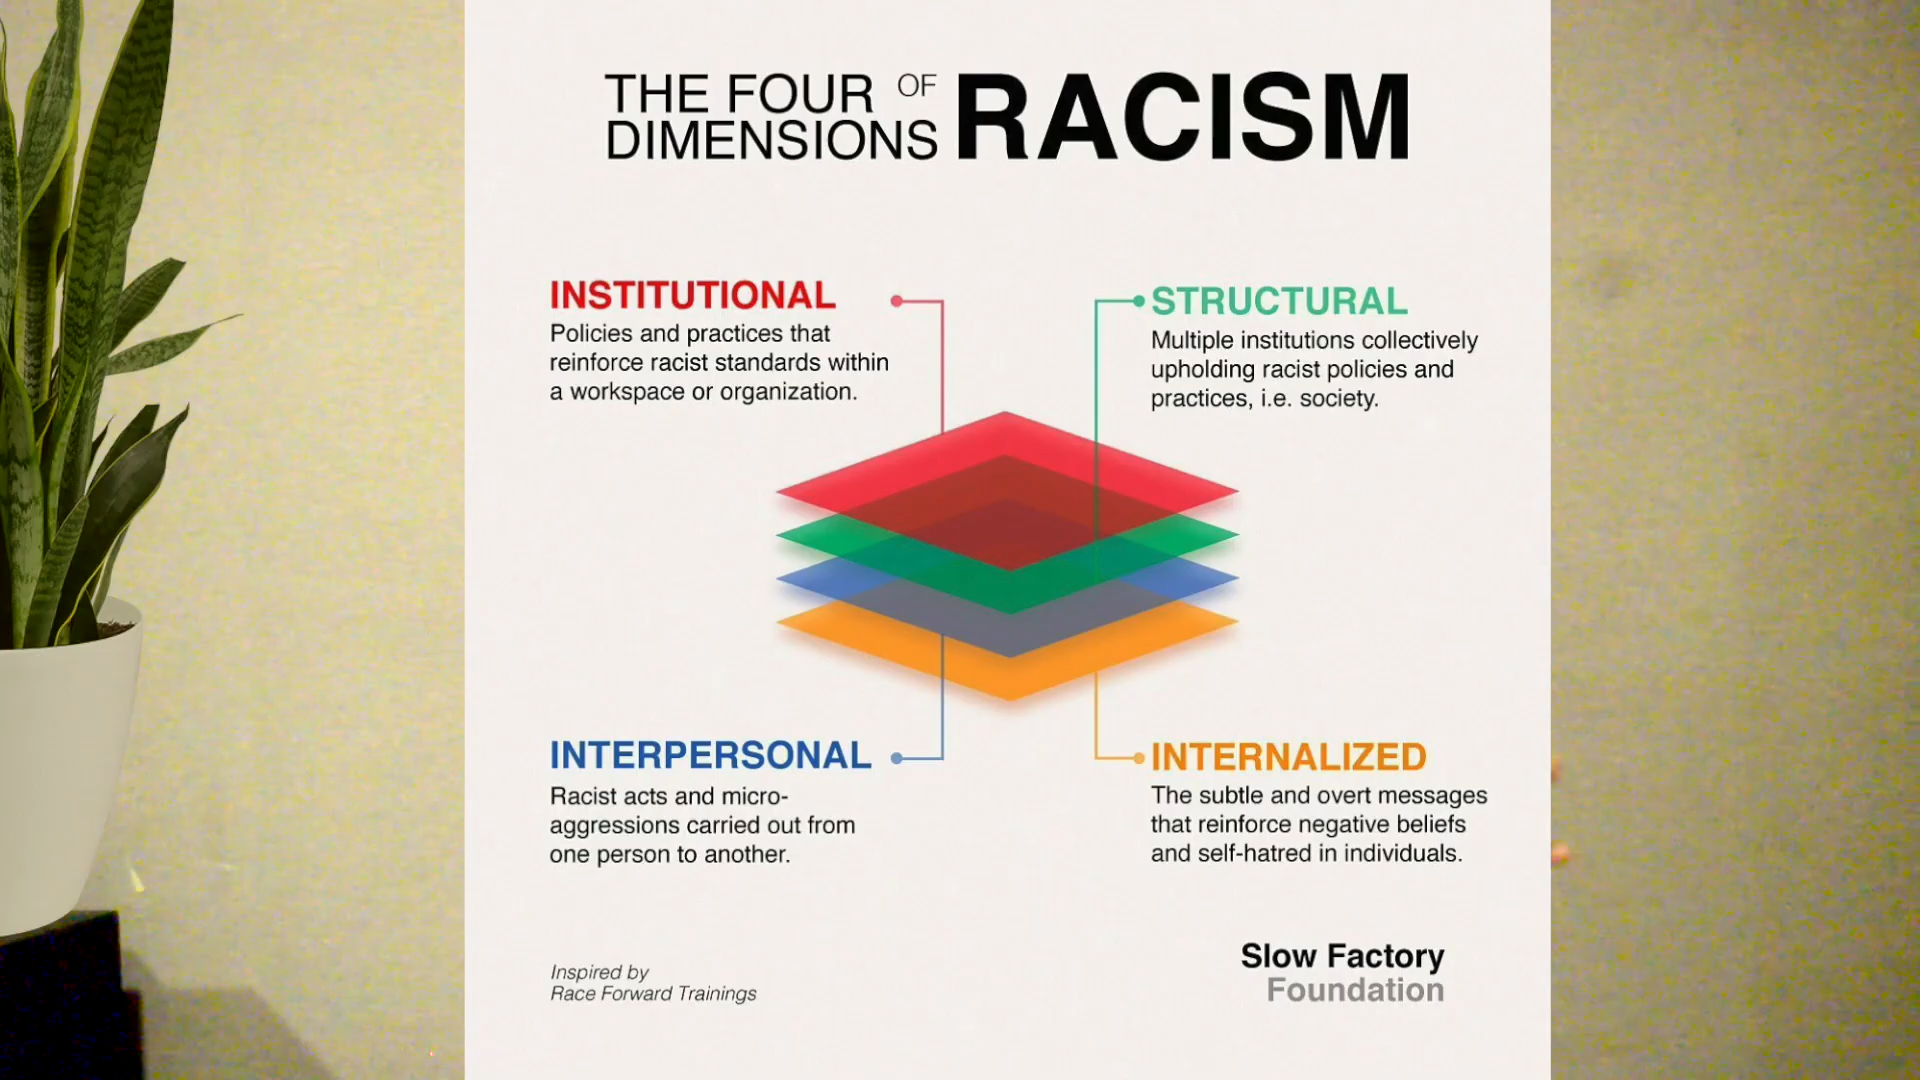 THE FOUR OF
DIMENSIONS RACISM
INSTITUTIONAL
Policies and practices that
reinforce racist standards within
a workspace or organization.
STRUCTURAL
Multiple institutions collectively
upholding racist policies and
practices, i.e. society.
INTERPERSONAL
Racist acts and micro-
aggressions carried out from
one person to another.
INTERNALIZED
The subtle and overt messages
that reinforce negative beliefs
and self-hatred in individuals.
Inspired by
Race Forward Trainings
Slow Factory
Foundation